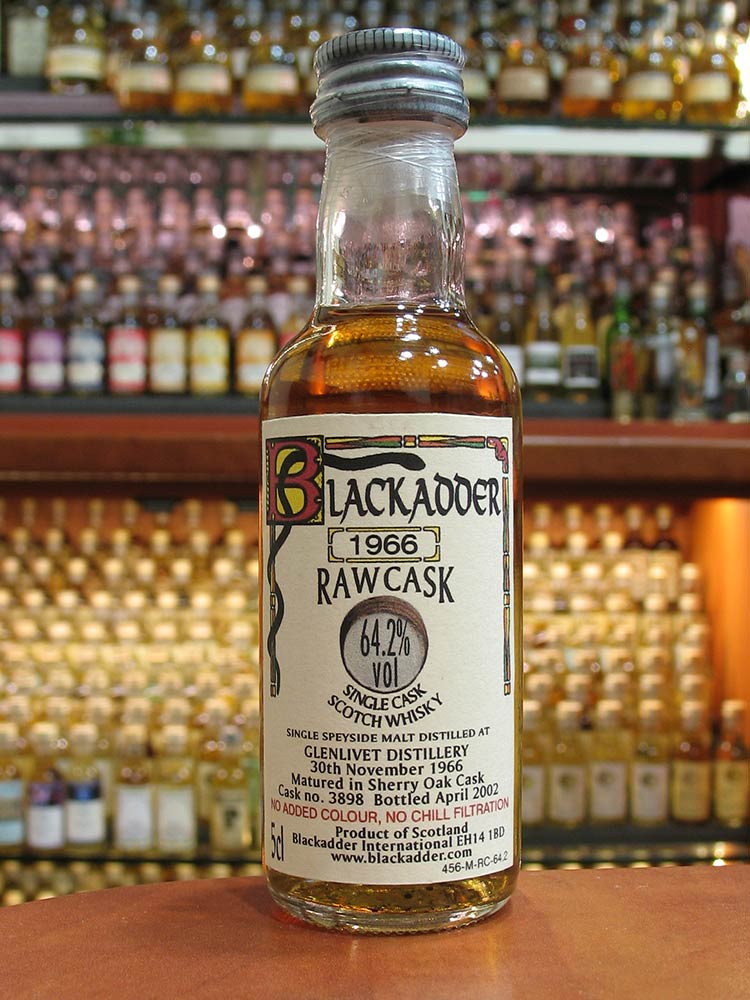 BLACKADDER
1966
RAW CASK
64.2%
vol
SINGLE CASK
SCOTCH WHISKY
SINGLE SPEYSIDE MALT DISTILLED AT
GLENLIVET DISTILLERY
30th November 1966
Matured in Sherry Oak Cask
Cask no. 3898 Bottled April 2002
NO ADDED COLOUR, NO CHILL FILTRATION
Product of Scotland
5cl Blackadder International EH14 1BD
www.blackadder.com
456-M-RC-64.2